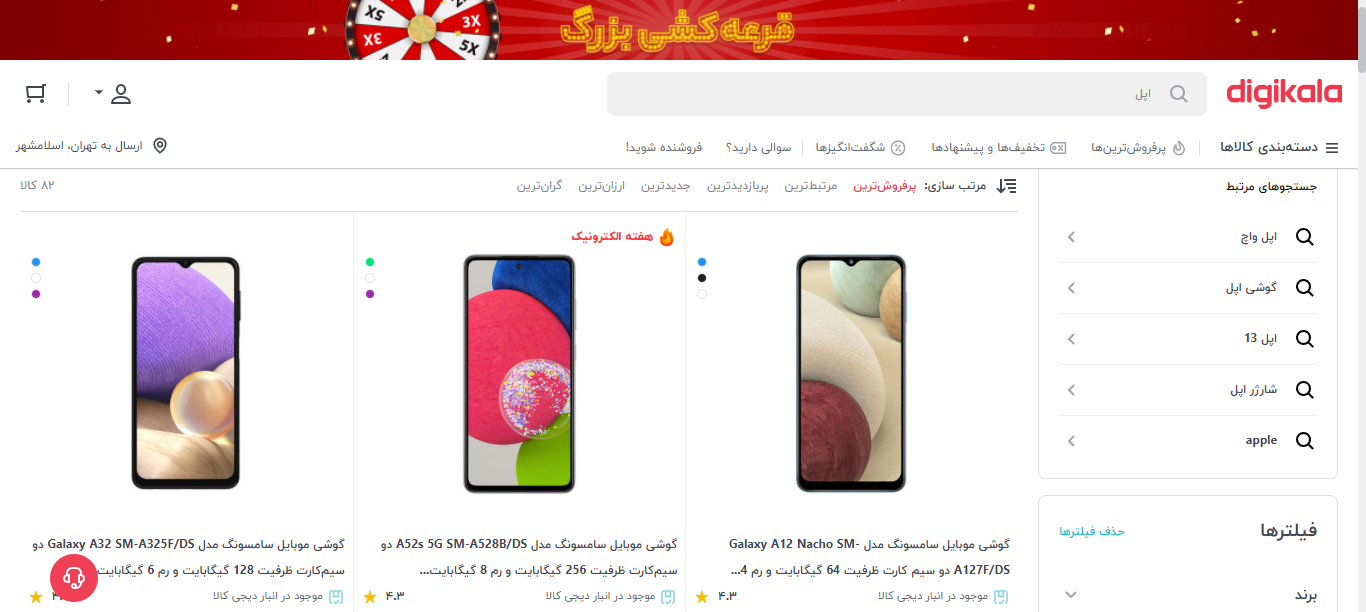 قرعه‌کشی بزرگ
5X
3X
3X
5X
digikala
اپل
دسته‌بندی کالاها
پرفروش‌ترین‌ها
تخفیف‌ها و پیشنهادها
شگفت‌انگیزها
سوالی دارید؟
فروشنده شوید!
ارسال به تهران، اسلامشهر
جستجوهای مرتبط
اپل واچ
گوشی اپل
اپل 13
شارژر اپل
apple
فیلترها
حذف فیلترها
برند
مرتب سازی: پرفروش‌ترین مرتبط‌ترین پربازدیدترین جدیدترین ارزان‌ترین گران‌ترین
۸۲ کالا
گوشی موبایل سامسونگ مدل Galaxy A12 Nacho SM-
A127F/DS دو سیم کارت ظرفیت 64 گیگابایت و رم 4...
موجود در انبار دیجی کالا
۴.۳
هفته الکترونیک
گوشی موبایل سامسونگ مدل A52s 5G SM-A528B/DS دو
سیم‌کارت ظرفیت 256 گیگابایت و رم 8 گیگابایت...
موجود در انبار دیجی کالا
۴.۳
گوشی موبایل سامسونگ مدل Galaxy A32 SM-A325F/DS دو
سیم‌کارت ظرفیت 128 گیگابایت و رم 6 گیگابایت
موجود در انبار دیجی کالا